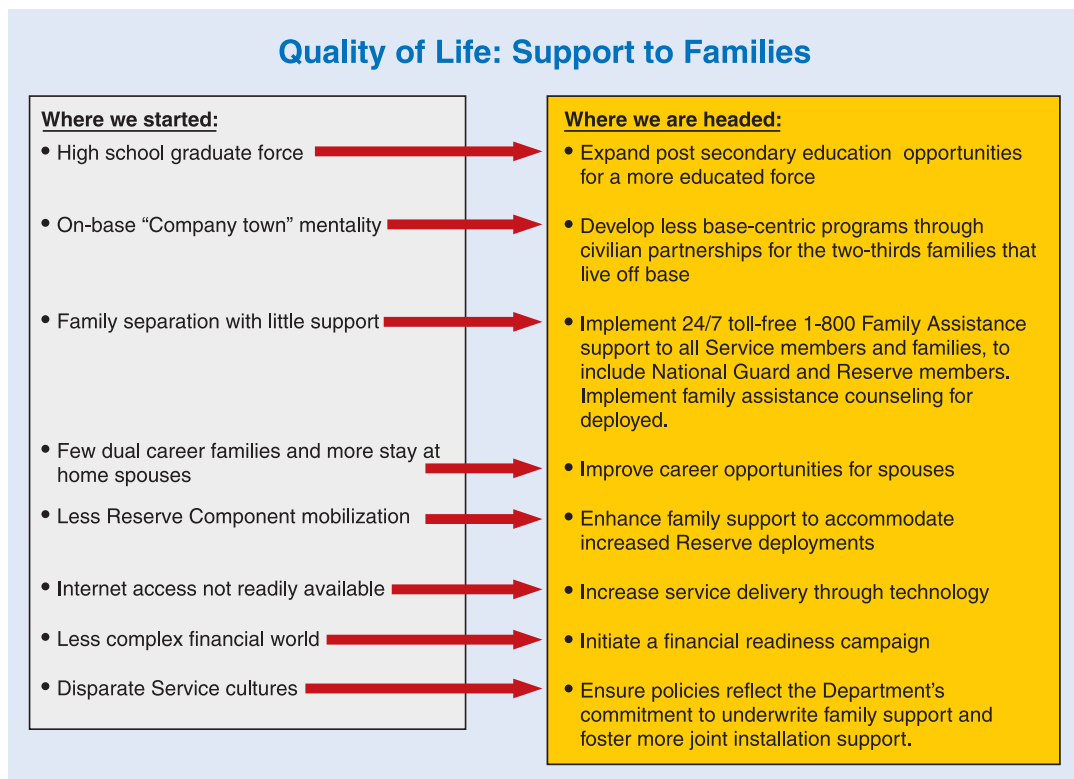 Quality of Life: Support to Families
Where we started:
• High school graduate force
• On-base “Company town” mentality
• Family separation with little support
• Few dual career families and more stay at
home spouses
• Less Reserve Component mobilization
• Internet access not readily available
• Less complex financial world
• Disparate Service cultures
Where we are headed:
• Expand post secondary education opportunities
for a more educated force
• Develop less base-centric programs through
civilian partnerships for the two-thirds families that
live off base
• Implement 24/7 toll-free 1-800 Family Assistance
support to all Service members and families, to
include National Guard and Reserve members.
Implement family assistance counseling for
deployed.
• Improve career opportunities for spouses
• Enhance family support to accommodate
increased Reserve deployments
• Increase service delivery through technology
• Initiate a financial readiness campaign
• Ensure policies reflect the Department’s
commitment to underwrite family support and
foster more joint installation support.